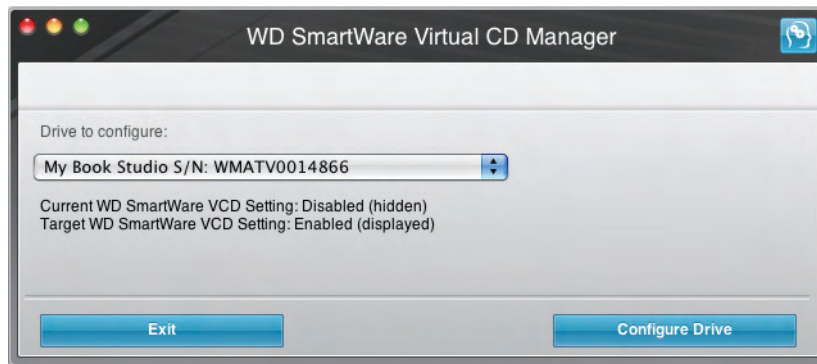 WD SmartWare Virtual CD Manager
Drive to configure:
My Book Studio S/N: WMATV0014866
Current WD SmartWare VCD Setting: Disabled (hidden)
Target WD SmartWare VCD Setting: Enabled (displayed)
Exit
Configure Drive